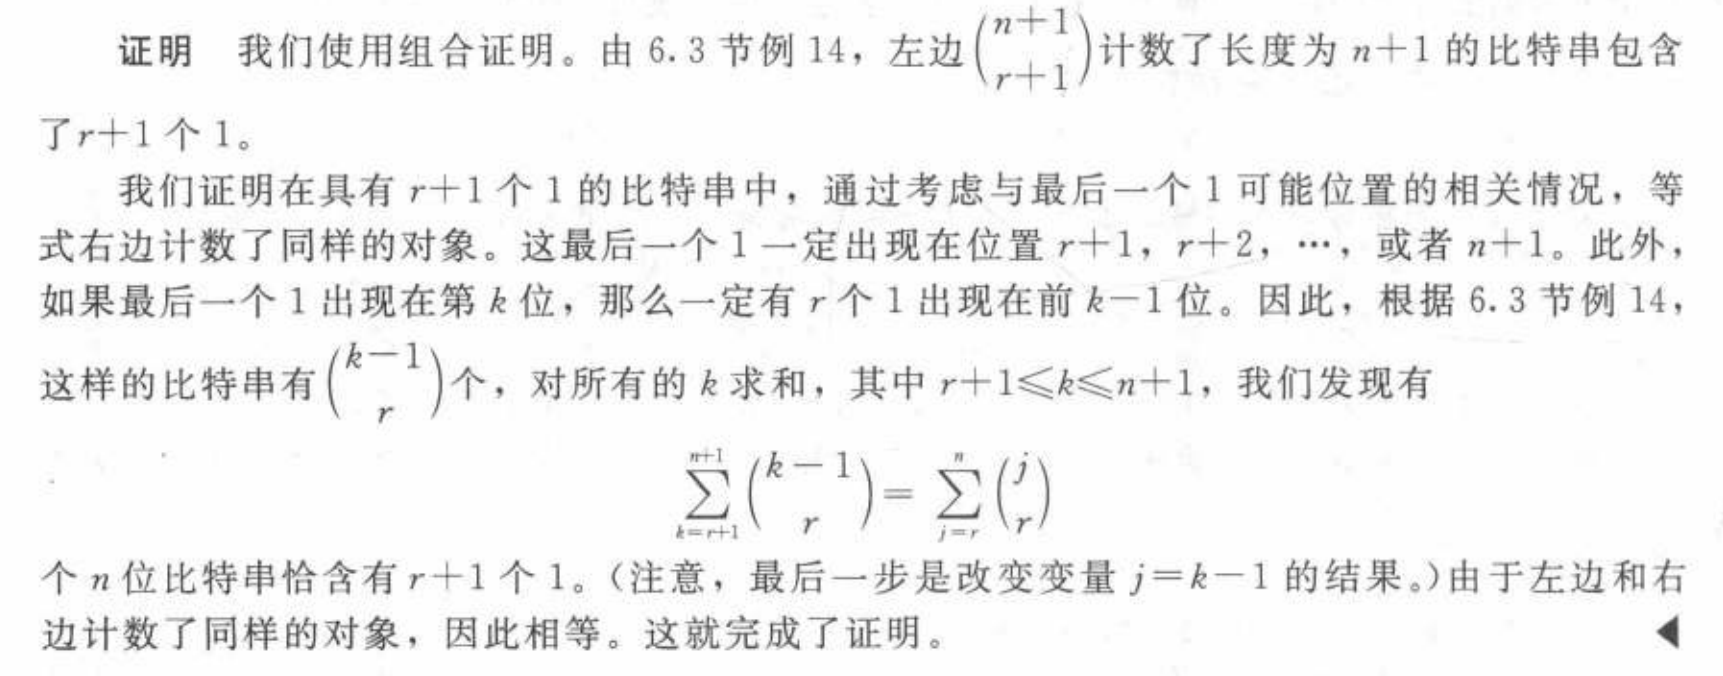 证明 我们使用组合证明。由 6.3 节例 14，左边$\binom{n+1}{r+1}$计数了长度为 n+1 的比特串包含
了r+1 个 1。
我们证明在具有 r+1 个 1 的比特串中，通过考虑与最后一个 1 可能位置的相关情况，等
式右边计数了同样的对象。这最后一个 1 一定出现在位置 r+1，r+2，…，或者 n+1。此外，
如果最后一个 1 出现在第 k 位，那么一定有 r 个 1 出现在前 k−1 位。因此，根据 6.3 节例 14，
这样的比特串有$\binom{k-1}{r}$个，对所有的 k 求和，其中 r+1≤k≤n+1，我们发现有
$\sum_{k=r+1}^{n+1}\binom{k-1}{r}=\sum_{j=r}^{n}\binom{j}{r}$
个 n 位比特串恰含有 r+1 个 1。（注意，最后一步是改变变量 j=k−1 的结果。）由于左边和右
边计数了同样的对象，因此相等。这就完成了证明。 ◀